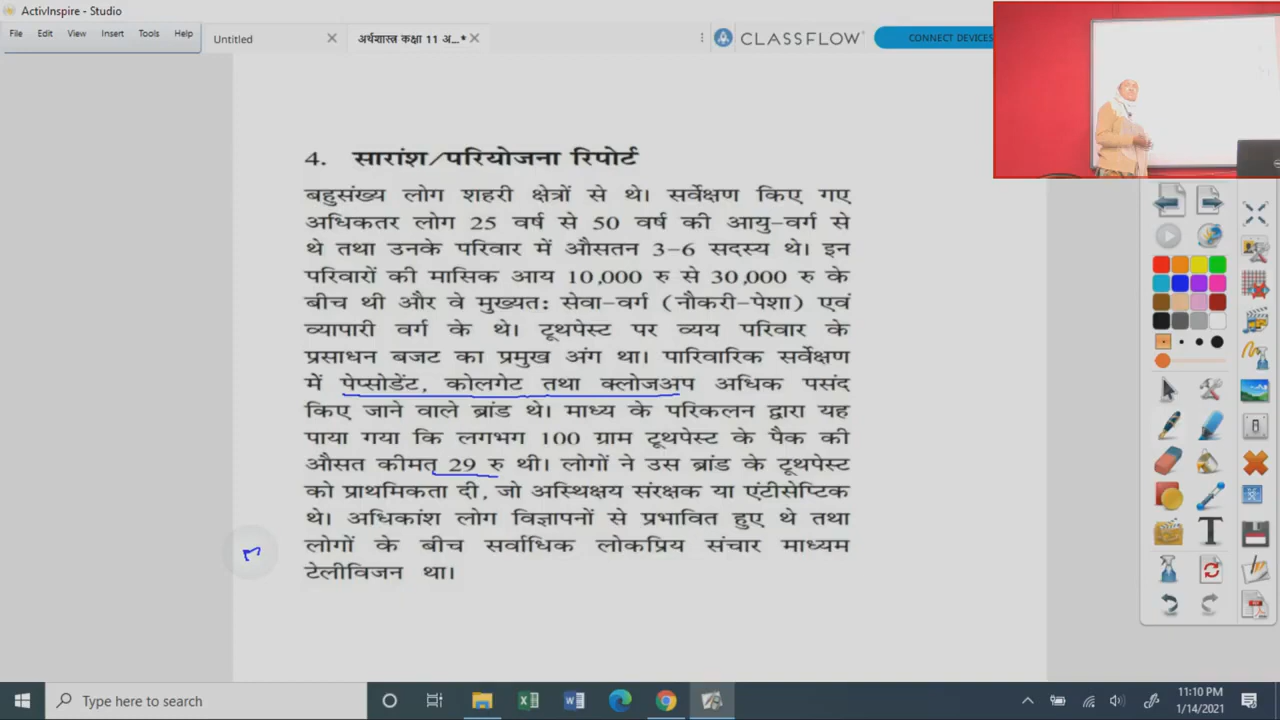 ActivInspire - Studio
File Edit View Insert Tools Help
Untitled
अर्थशास्त्र कक्षा 11 अ...*
CLASSFLOW
CONNECT DEVICES
4. सारांश/परियोजना रिपोर्ट
बहुसंख्य लोग शहरी क्षेत्रों से थे। सर्वेक्षण किए गए
अधिकतर लोग 25 वर्ष से 50 वर्ष की आयु-वर्ग से
थे तथा उनके परिवार में औसतन 3-6 सदस्य थे। इन
परिवारों की मासिक आय 10,000 रु से 30,000 रु के
बीच थी और वे मुख्यत: सेवा-वर्ग (नौकरी-पेशा) एवं
व्यापारी वर्ग के थे। टूथपेस्ट पर व्यय परिवार के
प्रसाधन बजट का प्रमुख अंग था। पारिवारिक सर्वेक्षण
में पेप्सोडेंट, कोलगेट तथा क्लोजअप अधिक पसंद
किए जाने वाले ब्रांड थे। माध्य के परिकलन द्वारा यह
पाया गया कि लगभग 100 ग्राम टूथपेस्ट के पैक की
औसत कीमत 29 रु थी। लोगों ने उस ब्रांड के टूथपेस्ट
को प्राथमिकता दी, जो अस्थिक्षय संरक्षक या एंटीसेप्टिक
थे। अधिकांश लोग विज्ञापनों से प्रभावित हुए थे तथा
लोगों के बीच सर्वाधिक लोकप्रिय संचार माध्यम
टेलीविजन था।
Type here to search
11:10 PM
1/14/2021